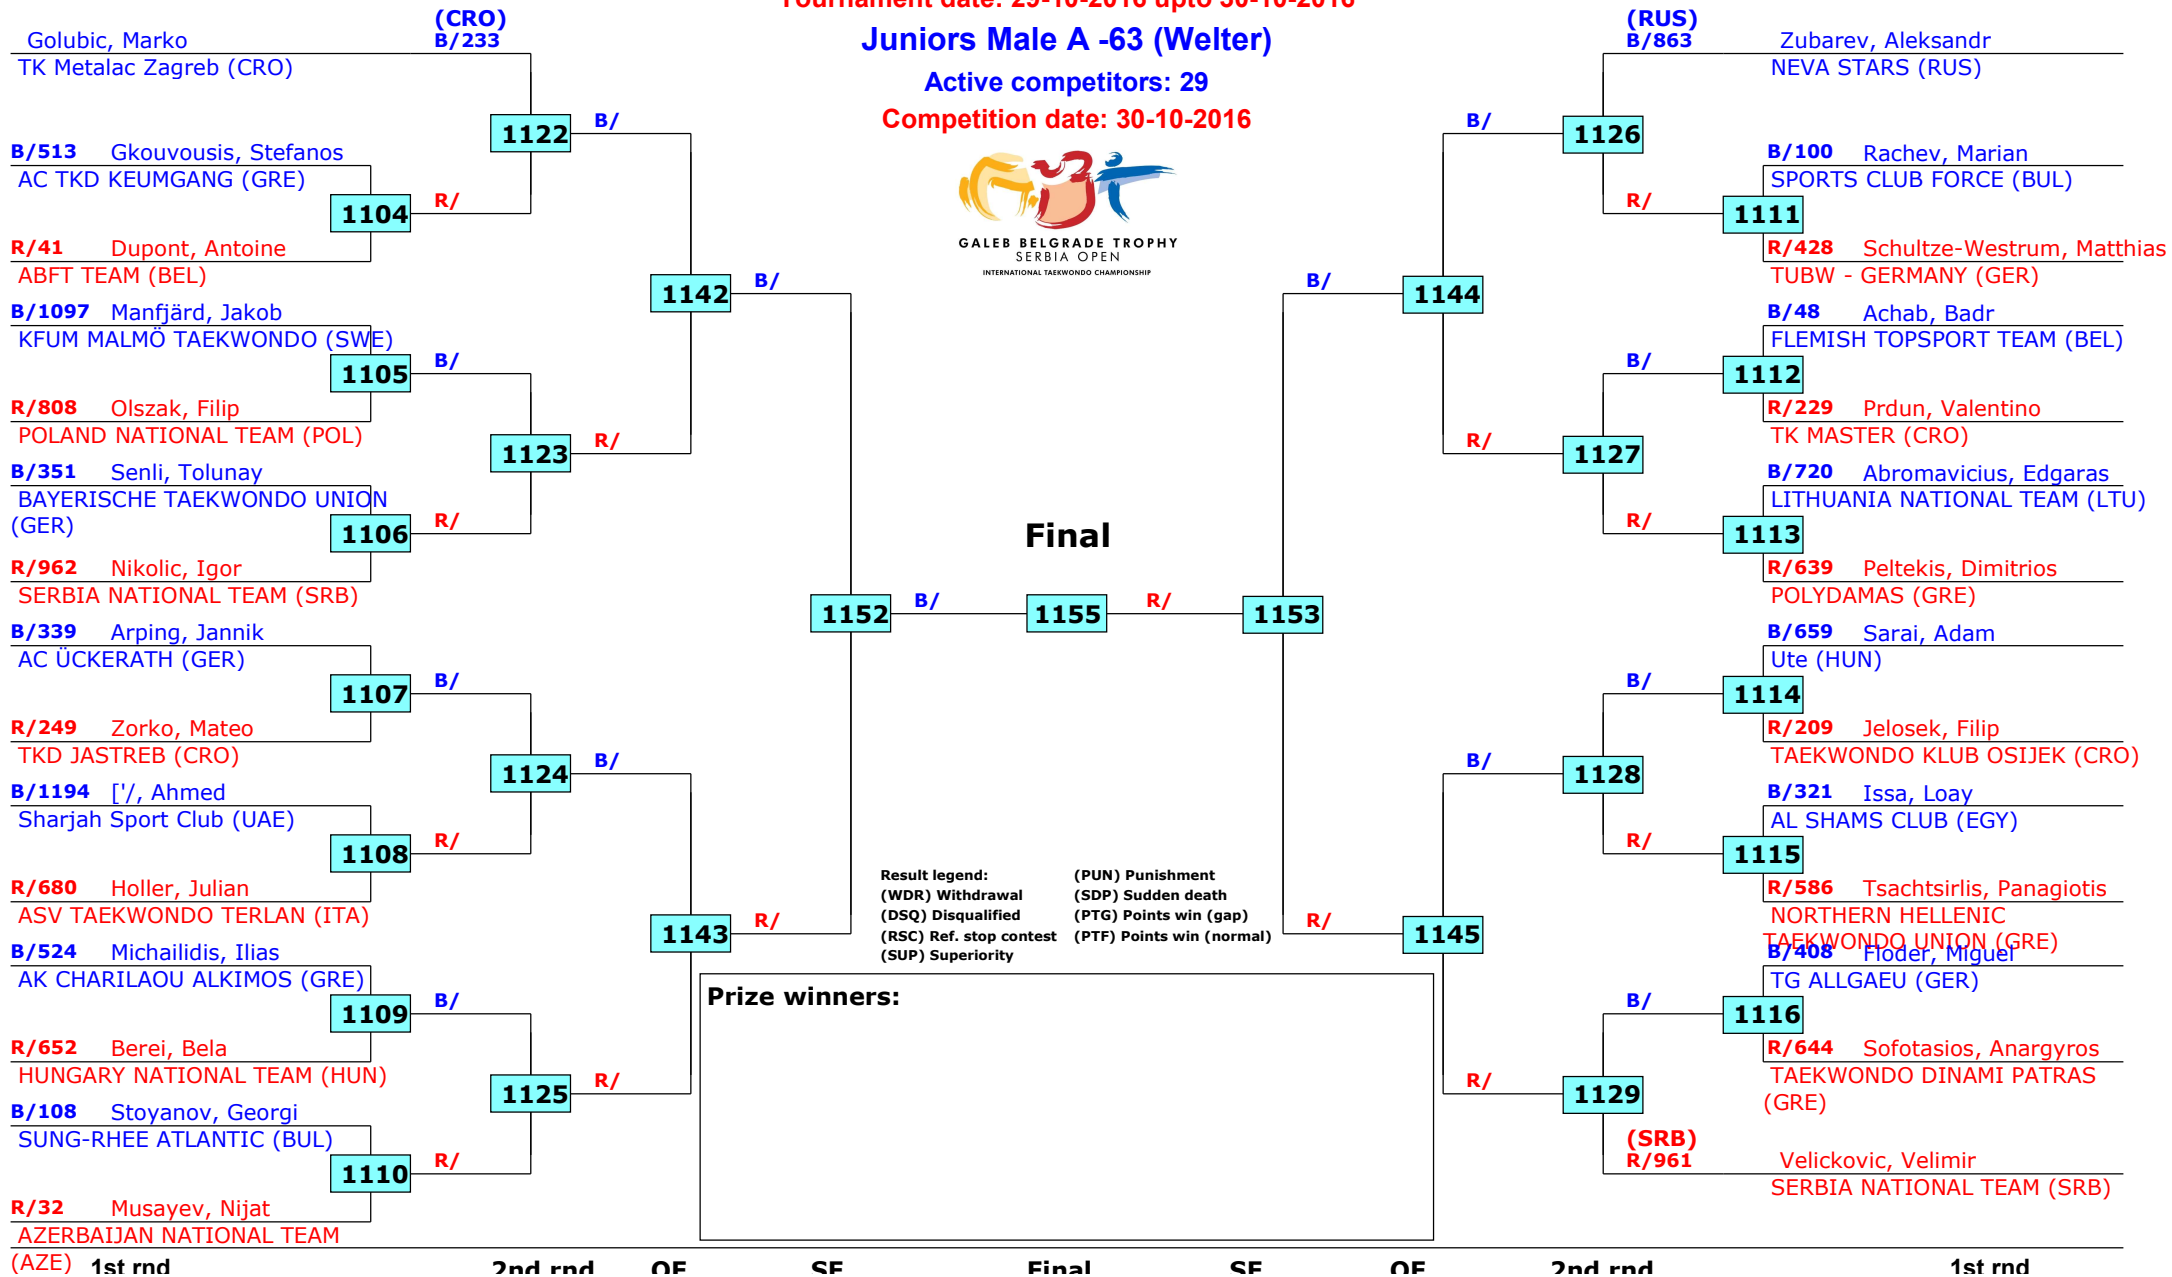 Tournament date: 29-10-2016 upto 30-10-2016
Juniors Male A -63 (Welter)
Active competitors: 29
Competition date: 30-10-2016
GALEB BELGRADE TROPHY
SERBIA OPEN
INTERNATIONAL TAEKWONDO CHAMPIONSHIP
(CRO)
Golubic, Marko B/233
TK Metalac Zagreb (CRO)
1122 B/
B/513 Gkouvousis, Stefanos
AC TKD KEUMGANG (GRE)
1104 R/
R/41 Dupont, Antoine
ABFT TEAM (BEL)
1142 B/
B/1097 Manfjärd, Jakob
KFUM MALMÖ TAEKWONDO (SWE)
1105 B/
R/808 Olszak, Filip
POLAND NATIONAL TEAM (POL)
1123 R/
B/351 Senli, Tolunay
BAYERISCHE TAEKWONDO UNION
(GER)
1106 R/
R/962 Nikolic, Igor
SERBIA NATIONAL TEAM (SRB)
Final
1152 B/ 1155 R/ 1153
B/339 Arping, Jannik
AC ÜCKERATH (GER)
1107 B/
R/249 Zorko, Mateo
TKD JASTREB (CRO)
1124 B/
B/1194 ['/, Ahmed
Sharjah Sport Club (UAE)
1108 R/
R/680 Holler, Julian
ASV TAEKWONDO TERLAN (ITA)
1143 R/
B/524 Michailidis, Ilias
AK CHARILAOU ALKIMOS (GRE)
1109 B/
R/652 Berei, Bela
HUNGARY NATIONAL TEAM (HUN)
1125 R/
B/108 Stoyanov, Georgi
SUNG-RHEE ATLANTIC (BUL)
1110 R/
R/32 Musayev, Nijat
AZERBAIJAN NATIONAL TEAM
(AZE)
(RUS)
B/863 Zubarev, Aleksandr
NEVA STARS (RUS)
B/ 1126
B/100 Rachev, Marian
SPORTS CLUB FORCE (BUL)
R/ 1111
R/428 Schultze-Westrum, Matthias
TUBW - GERMANY (GER)
B/ 1144
B/48 Achab, Badr
FLEMISH TOPSPORT TEAM (BEL)
B/ 1112
R/229 Prdun, Valentino
TK MASTER (CRO)
R/ 1127
B/720 Abromavicius, Edgaras
LITHUANIA NATIONAL TEAM (LTU)
R/ 1113
R/639 Peltekis, Dimitrios
POLYDAMAS (GRE)
B/659 Sarai, Adam
Ute (HUN)
B/ 1114
R/209 Jelosek, Filip
TAEKWONDO KLUB OSIJEK (CRO)
B/ 1128
B/321 Issa, Loay
AL SHAMS CLUB (EGY)
R/ 1115
R/586 Tsachtsirlis, Panagiotis
NORTHERN HELLENIC
TAEKWONDO UNION (GRE)
R/ 1145
B/408 Floder, Miguel
TG ALLGAEU (GER)
B/ 1116
R/644 Sofotasios, Anargyros
TAEKWONDO DINAMI PATRAS
(GRE)
R/ 1129
(SRB)
R/961 Velickovic, Velimir
SERBIA NATIONAL TEAM (SRB)
Result legend: (PUN) Punishment
(WDR) Withdrawal (SDP) Sudden death
(DSQ) Disqualified (PTG) Points win (gap)
(RSC) Ref. stop contest (PTF) Points win (normal)
(SUP) Superiority
Prize winners:
1st rnd 2nd rnd QF SF Final SF QF 2nd rnd 1st rnd